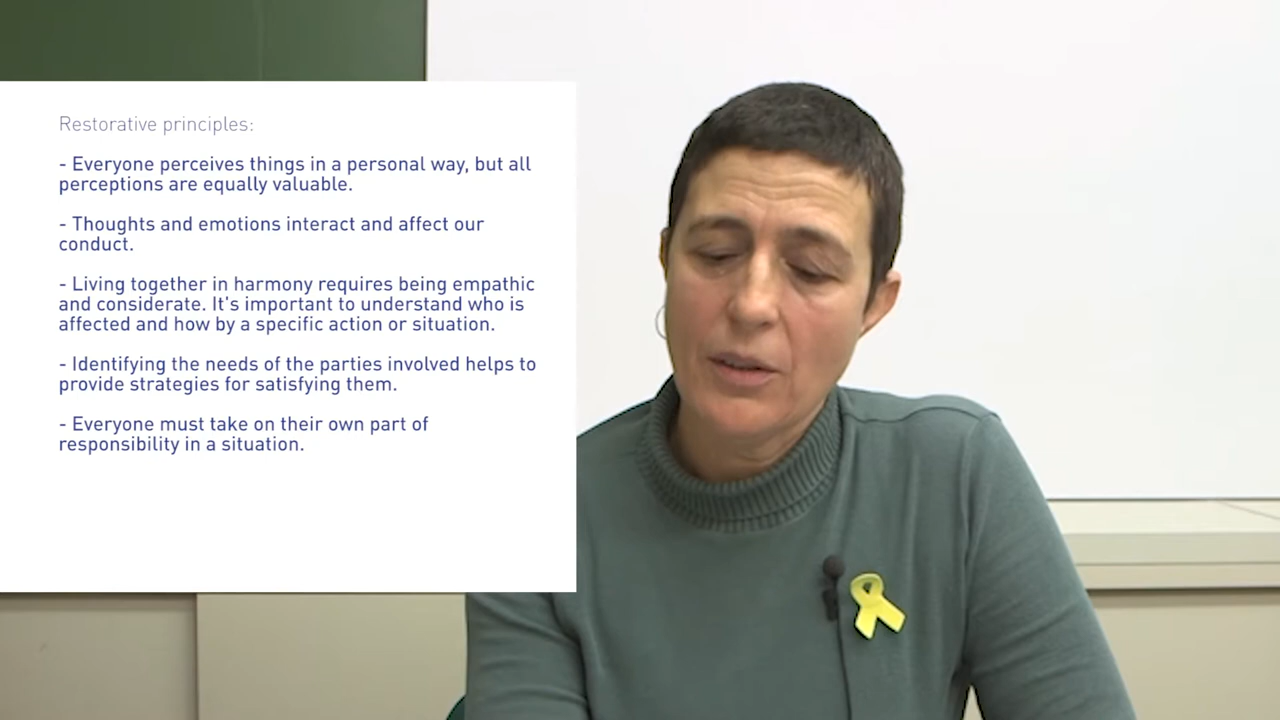 Restorative principles:
- Everyone perceives things in a personal way, but all
perceptions are equally valuable.
- Thoughts and emotions interact and affect our
conduct.
- Living together in harmony requires being empathic
and considerate. It's important to understand who is
affected and how by a specific action or situation.
- Identifying the needs of the parties involved helps to
provide strategies for satisfying them.
- Everyone must take on their own part of
responsibility in a situation.